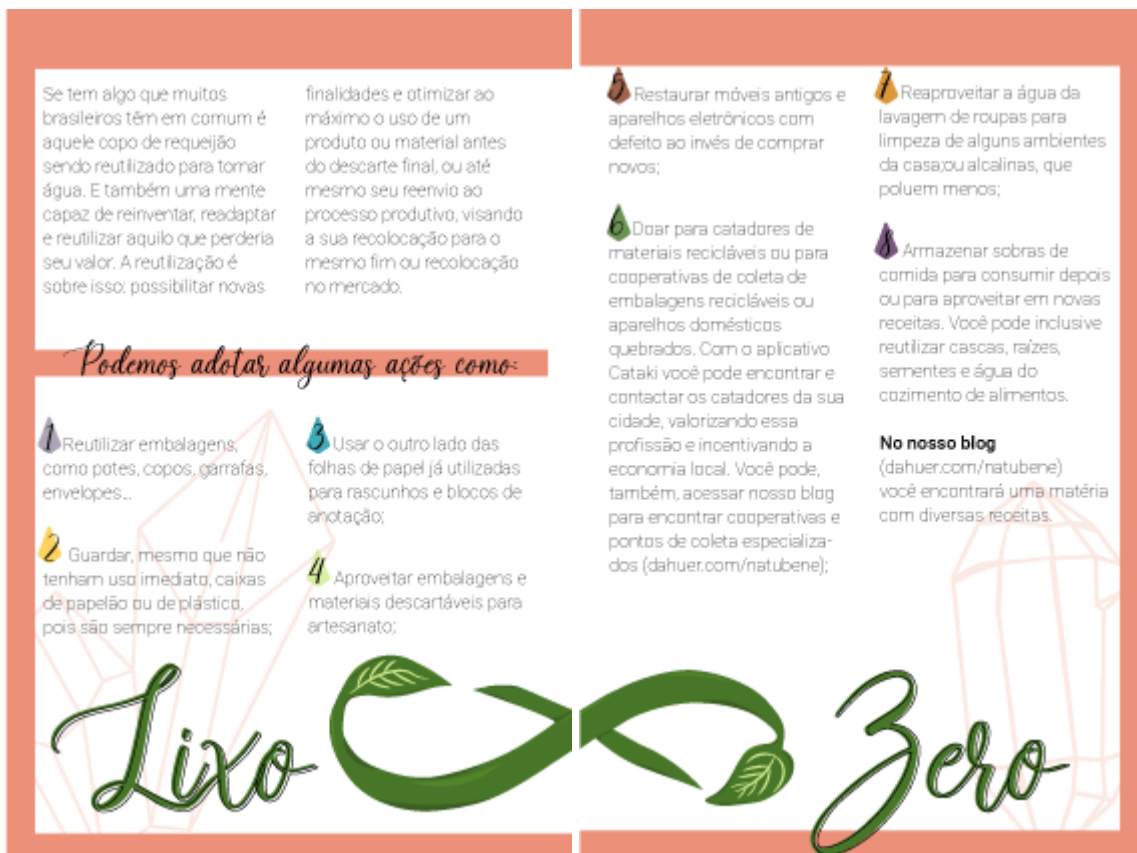 Se tem algo que muitos
brasileiros têm em comum é
aquele copo de requeijão
sendo reutilizado para tomar
água. E também uma mente
capaz de reinventar, readaptar
e reutilizar aquilo que perderia
seu valor. A reutilização é
sobre isso: possibilitar novas
finalidades e otimizar ao
máximo o uso de um
produto ou material antes
do descarte final, ou até
mesmo seu reenvio ao
processo produtivo, visando
a sua recolocação para o
mesmo fim ou recolocação
no mercado.
Podemos adotar algumas ações como:
1 Reutilizar embalagens,
como potes, copos, garrafas,
envelopes...
2 Guardar, mesmo que não
tenham uso imediato, caixas
de papelão ou de plástico,
pois são sempre necessárias;
3 Usar o outro lado das
folhas de papel já utilizadas
para rascunhos e blocos de
anotação;
4 Aproveitar embalagens e
materiais descartáveis para
artesanato;
5 Restaurar móveis antigos e
aparelhos eletrônicos com
defeito ao invés de comprar
novos;
6 Doar para catadores de
materiais recicláveis ou para
cooperativas de coleta de
embalagens recicláveis ou
aparelhos domésticos
quebrados. Com o aplicativo
Cataki você pode encontrar e
contactar os catadores da sua
cidade, valorizando essa
profissão e incentivando a
economia local. Você pode,
também, acessar nosso blog
para encontrar cooperativas e
pontos de coleta especializa-
dos (dahuer.com/natubene);
7 Reaproveitar a água da
lavagem de roupas para
limpeza de alguns ambientes
da casa;ou alcalinas, que
poluem menos;
8 Armazenar sobras de
comida para consumir depois
ou para aproveitar em novas
receitas. Você pode inclusive
reutilizar cascas, raízes,
sementes e água do
cozimento de alimentos.
No nosso blog
(dahuer.com/natubene)
você encontrará uma matéria
com diversas receitas.
Lixo Zero